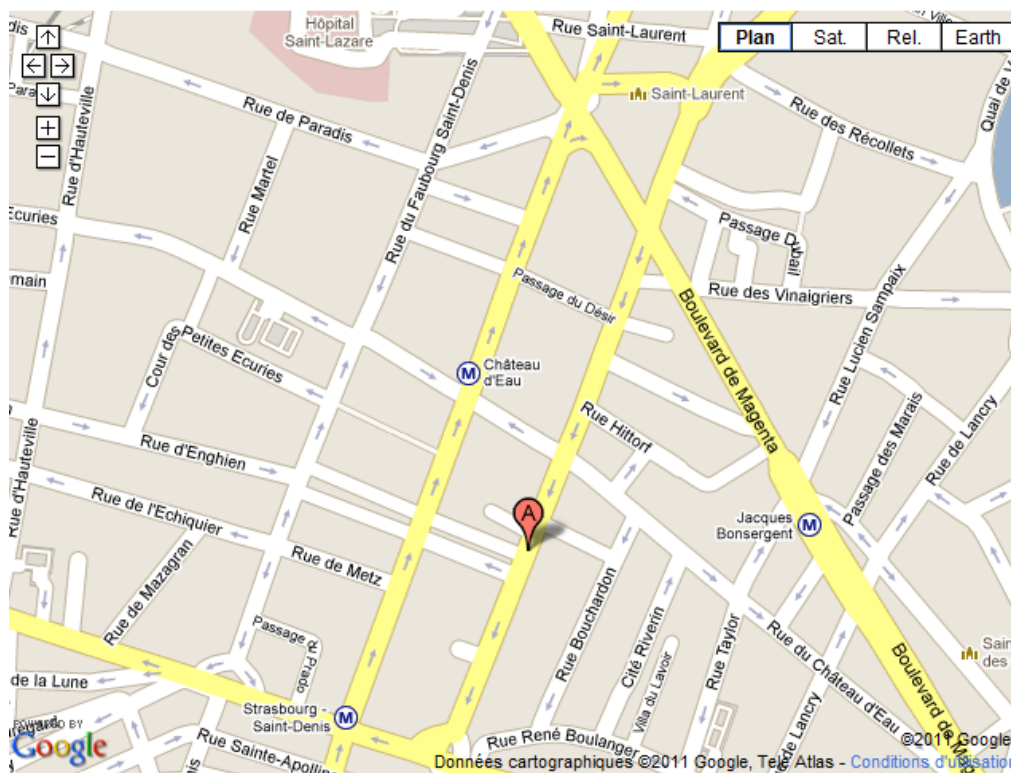 Hôpital
Saint-Lazare
Rue Saint-Laurent
Plan
Sat.
Rel.
Earth
Saint-Laurent
Quai de
Rue de Paradis
Rue d'Hauteville
Rue Martel
Rue du Faubourg Saint-Denis
Rue des Récollets
Passage Dubail
Ecuries
Passage du Désir
Rue des Vinaigriers
Boulevard de Magenta
Rue Lucien Sampaix
Cour des
Petites Ecuries
M
Château
d'Eau
Rue Hittorf
Passage des Marais
Rue de Lancry
Rue d'Enghien
Rue d'Hauteville
Rue de l'Echiquier
A
Jacques
Bonsergent
M
Rue de Mazagran
Rue de Metz
Rue Bouchardon
Cité Riverin
Villa du Lavoir
Rue Taylor
Rue du Château d'Eau
Passage du Prado
de la Lune
Strasbourg -
Saint-Denis
M
Boulevard de
de Lancry
des
POWERED BY
Google
Rue Sainte-Apolline
Rue René Boulanger
©2011 Google
Données cartographiques ©2011 Google, Tele Atlas - Conditions d'utilisation